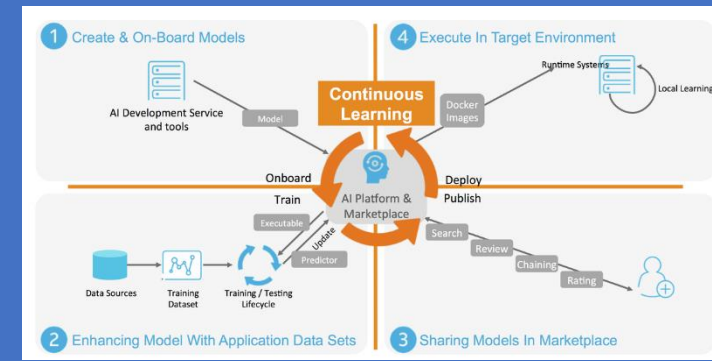 1 Create & On-Board Models
AI Development Service
and tools
Model
4 Execute In Target Environment
Runtime Systems
Local Learning
Docker
Images
Continuous
Learning
Onboard
Train
Deploy
Publish
AI Platform &
Marketplace
Executable
Update
Predictor
Data Sources
Training
Dataset
Training / Testing
Lifecycle
2 Enhancing Model With Application Data Sets
Search
Review
Chaining
Rating
3 Sharing Models In Marketplace